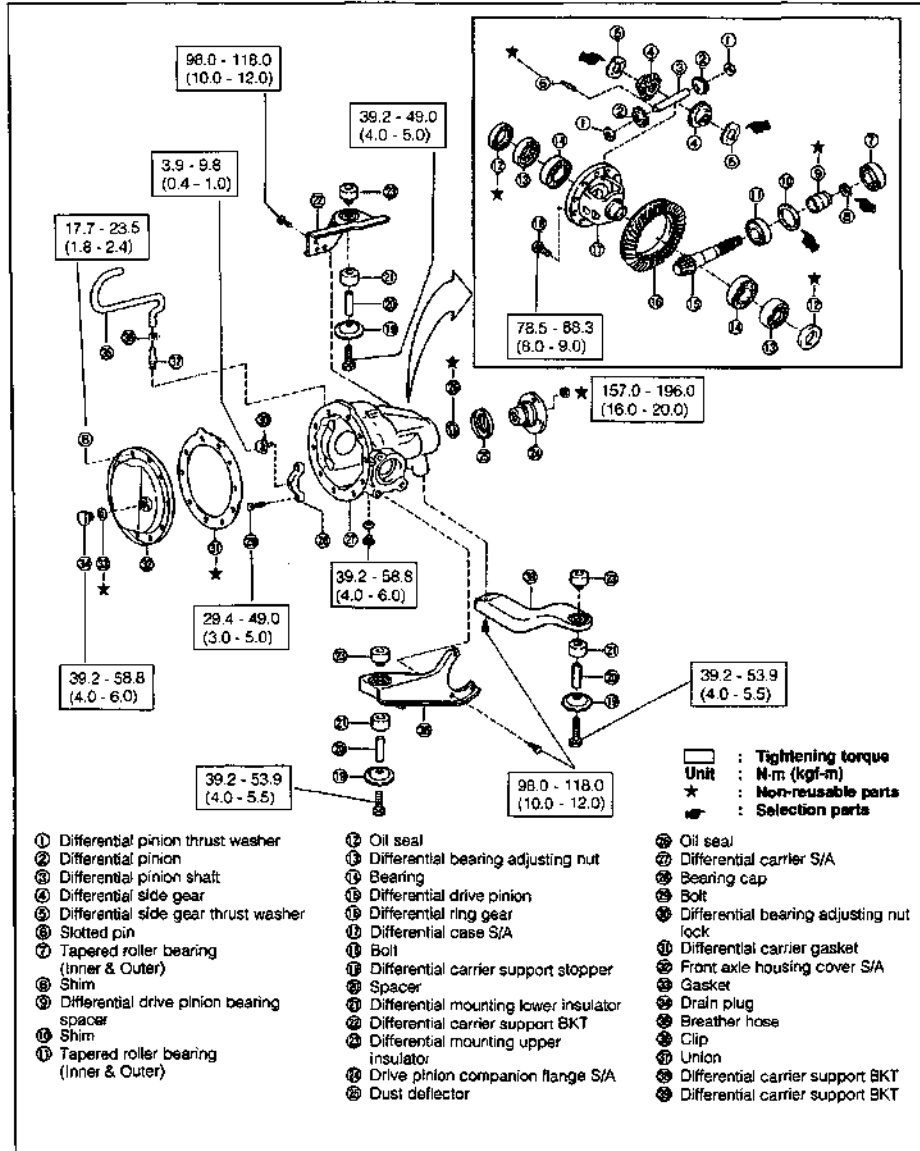 98.0 - 118.0
(10.0 - 12.0)
39.2 - 49.0
(4.0 - 5.0)
3.9 - 9.8
(0.4 - 1.0)
17.7 - 23.5
(1.8 - 2.4)
78.5 - 88.3
(8.0 - 9.0)
157.0 - 196.0
(16.0 - 20.0)
39.2 - 58.8
(4.0 - 6.0)
29.4 - 49.0
(3.0 - 5.0)
39.2 - 58.8
(4.0 - 6.0)
39.2 - 53.9
(4.0 - 5.5)
39.2 - 53.9
(4.0 - 5.5)
98.0 - 118.0
(10.0 - 12.0)
: Tightening torque
Unit : N·m (kgf-m)
★ : Non-reusable parts
: Selection parts
① Differential pinion thrust washer
② Differential pinion
③ Differential pinion shaft
④ Differential side gear
⑤ Differential side gear thrust washer
⑥ Slotted pin
⑦ Tapered roller bearing
(Inner & Outer)
⑧ Shim
⑨ Differential drive pinion bearing
spacer
⑩ Shim
⑪ Tapered roller bearing
(Inner & Outer)
⑫ Oil seal
⑬ Differential bearing adjusting nut
⑭ Bearing
⑮ Differential drive pinion
⑯ Differential ring gear
⑰ Differential case S/A
⑱ Bolt
⑲ Differential carrier support stopper
⑳ Spacer
㉑ Differential mounting lower insulator
㉒ Differential carrier support BKT
㉓ Differential mounting upper
insulator
㉔ Drive pinion companion flange S/A
㉕ Dust deflector
㉖ Oil seal
㉗ Differential carrier S/A
㉘ Bearing cap
㉙ Bolt
㉚ Differential bearing adjusting nut
lock
㉛ Differential carrier gasket
㉜ Front axle housing cover S/A
㉝ Gasket
㉞ Drain plug
㉟ Breather hose
㊱ Clip
㊲ Union
㊳ Differential carrier support BKT
㊴ Differential carrier support BKT